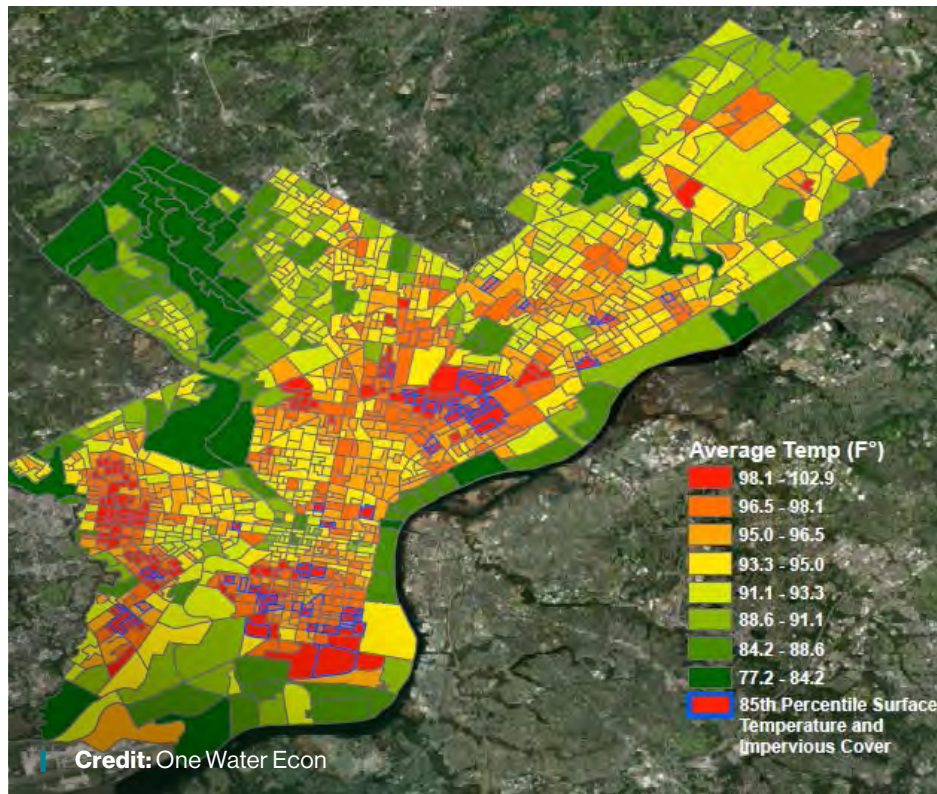 Average Temp (F°)
98.1 - 102.9
96.5 - 98.1
95.0 - 96.5
93.3 - 95.0
91.1 - 93.3
88.6 - 91.1
84.2 - 88.6
77.2 - 84.2
85th Percentile Surface
Temperature and
Impervious Cover
Credit: One Water Econ